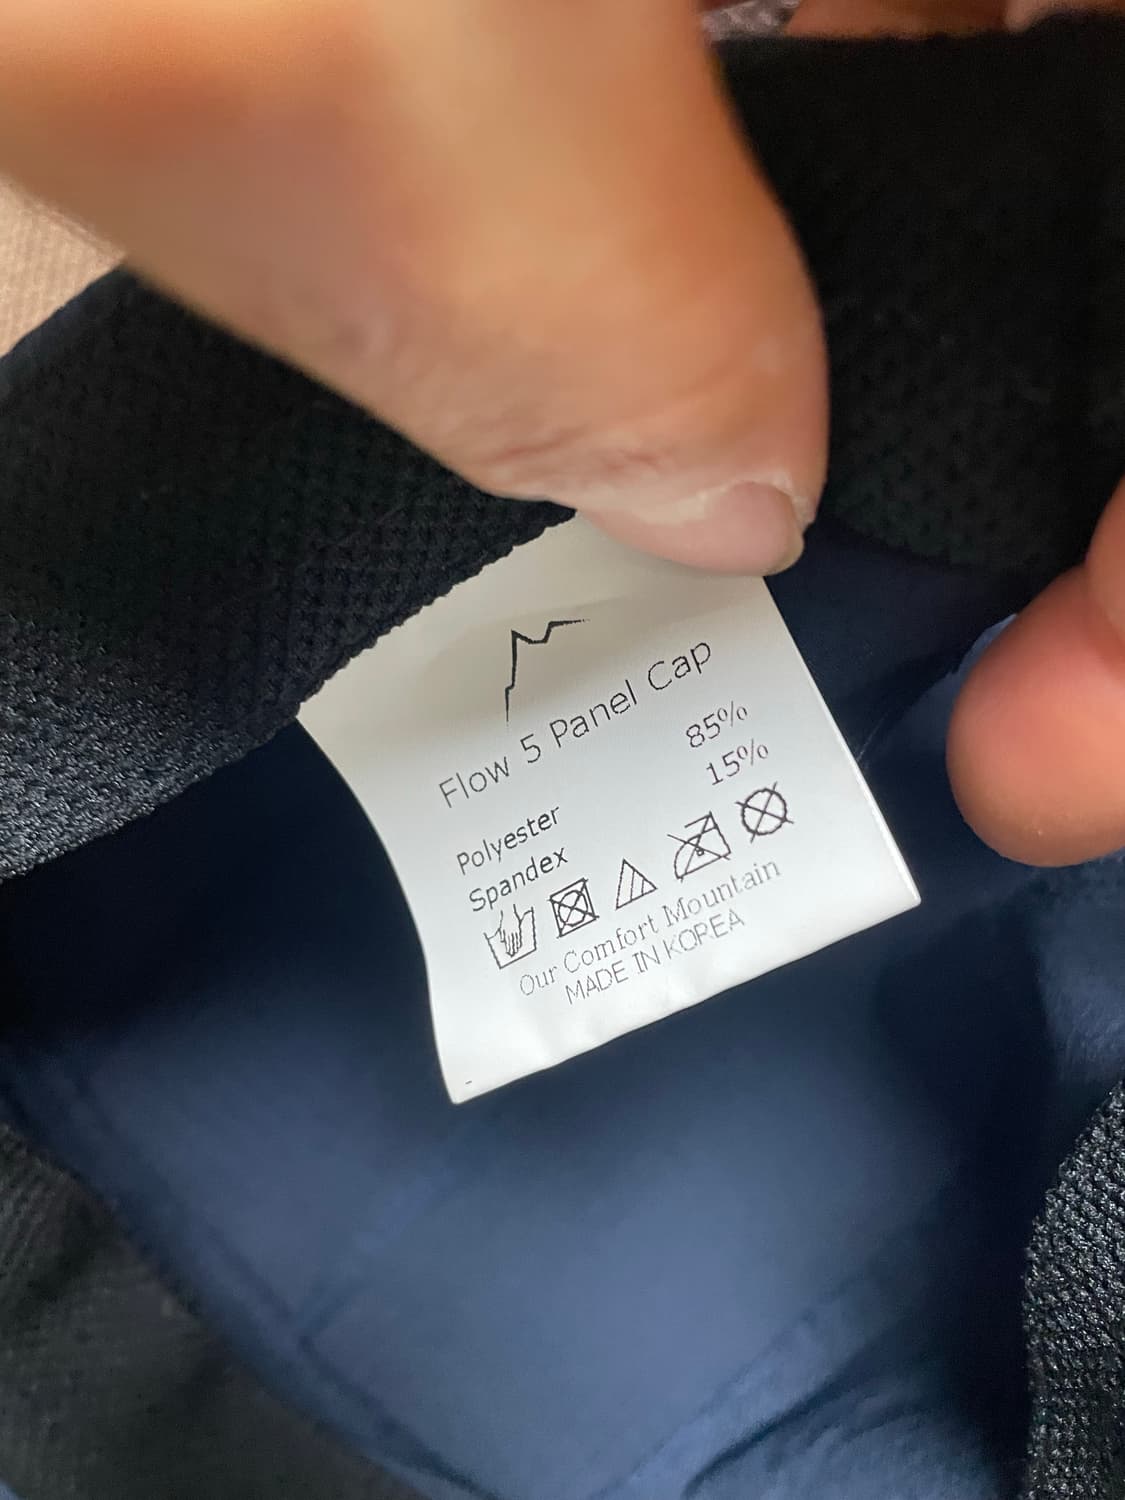 Flow 5 Panel Cap
Polyester 85%
Spandex 15%
Our Comfort Mountain
MADE IN KOREA